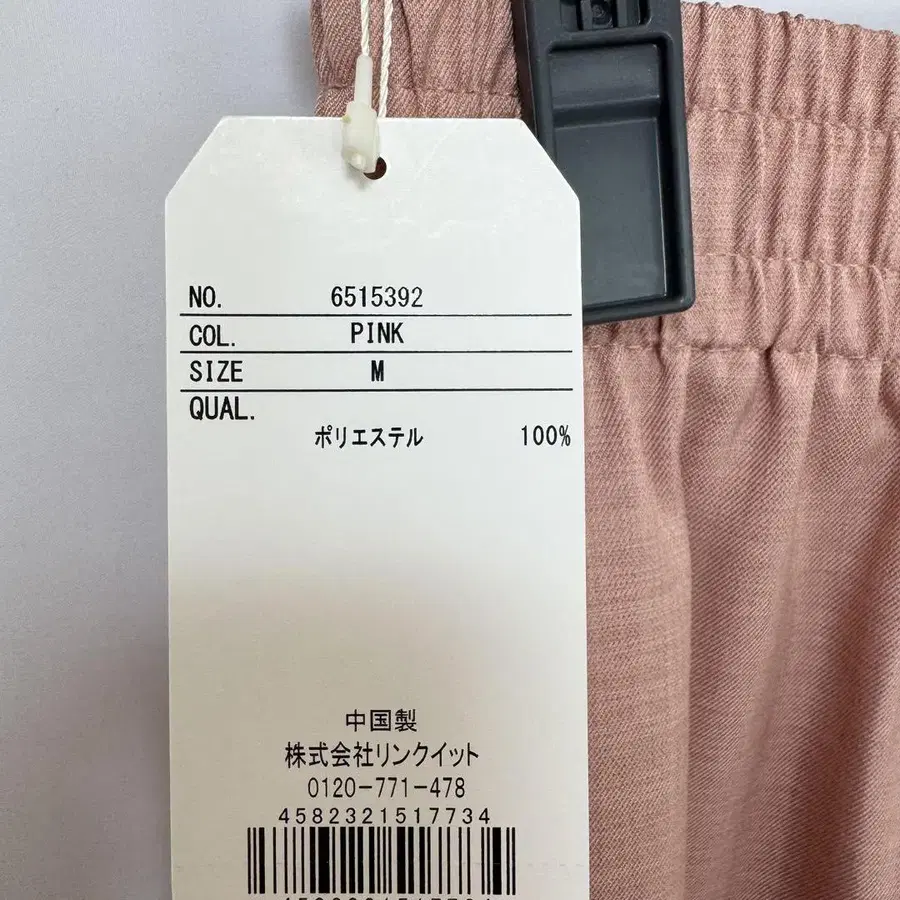 NO. 6515392
COL. PINK
SIZE M
QUAL.
ポリエステル 100%
中国製
株式会社リンクイット
0120-771-478
4582321517734